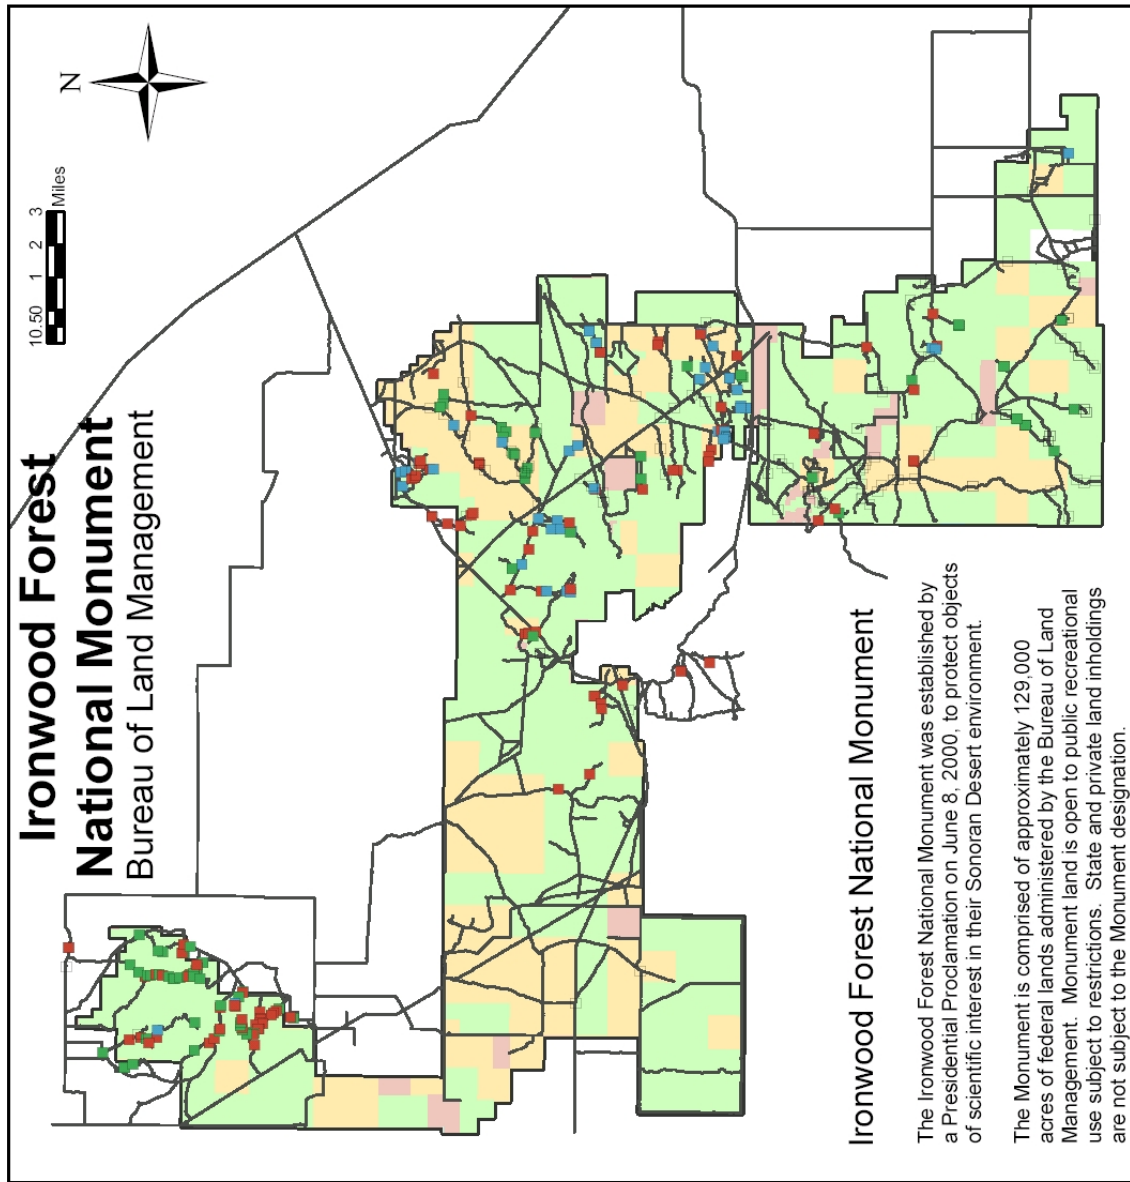 Ironwood Forest
National Monument
Bureau of Land Management
N
10.50 1 2 3
Miles
Ironwood Forest National Monument
The Ironwood Forest National Monument was established by
a Presidential Proclamation on June 8, 2000, to protect objects
of scientific interest in their Sonoran Desert environment.
The Monument is comprised of approximately 129,000
acres of federal lands administered by the Bureau of Land
Management. Monument land is open to public recreational
use subject to restrictions. State and private land inholdings
are not subject to the Monument designation.